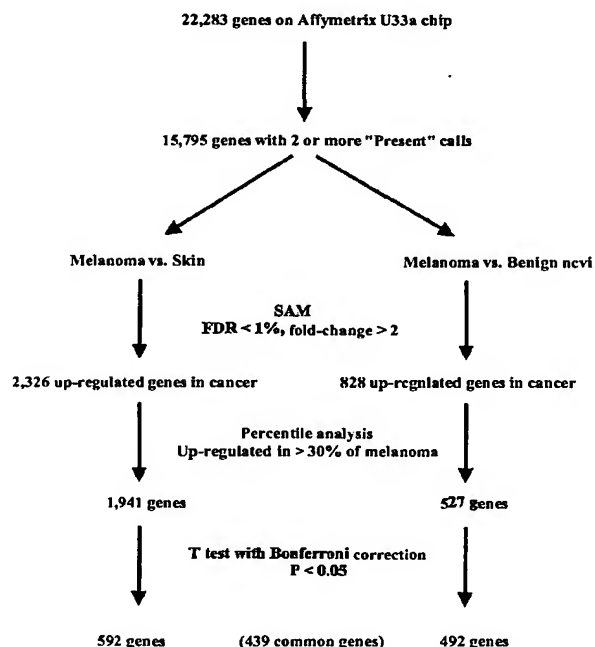 22,283 genes on Affymetrix U33a chip
15,795 genes with 2 or more "Present" calls
Melanoma vs. Skin
Melanoma vs. Benign ncvi
SAM
FDR < 1%, fold-change > 2
2,326 up-regulated genes in cancer
828 up-rcgnlated genes in cancer
Percentile analysis
Up-regulated in > 30% of melanoma
1,941 genes
527 genes
T test with Bonferroni correction
P < 0.05
592 genes
(439 common genes)
492 genes